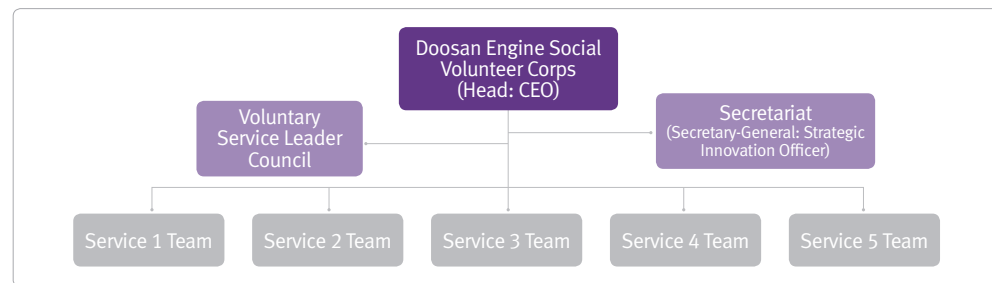 Doosan Engine Social
Volunteer Corps
(Head: CEO)
Voluntary
Service Leader
Council
Secretariat
(Secretary-General: Strategic
Innovation Officer)
Service 1 Team
Service 2 Team
Service 3 Team
Service 4 Team
Service 5 Team